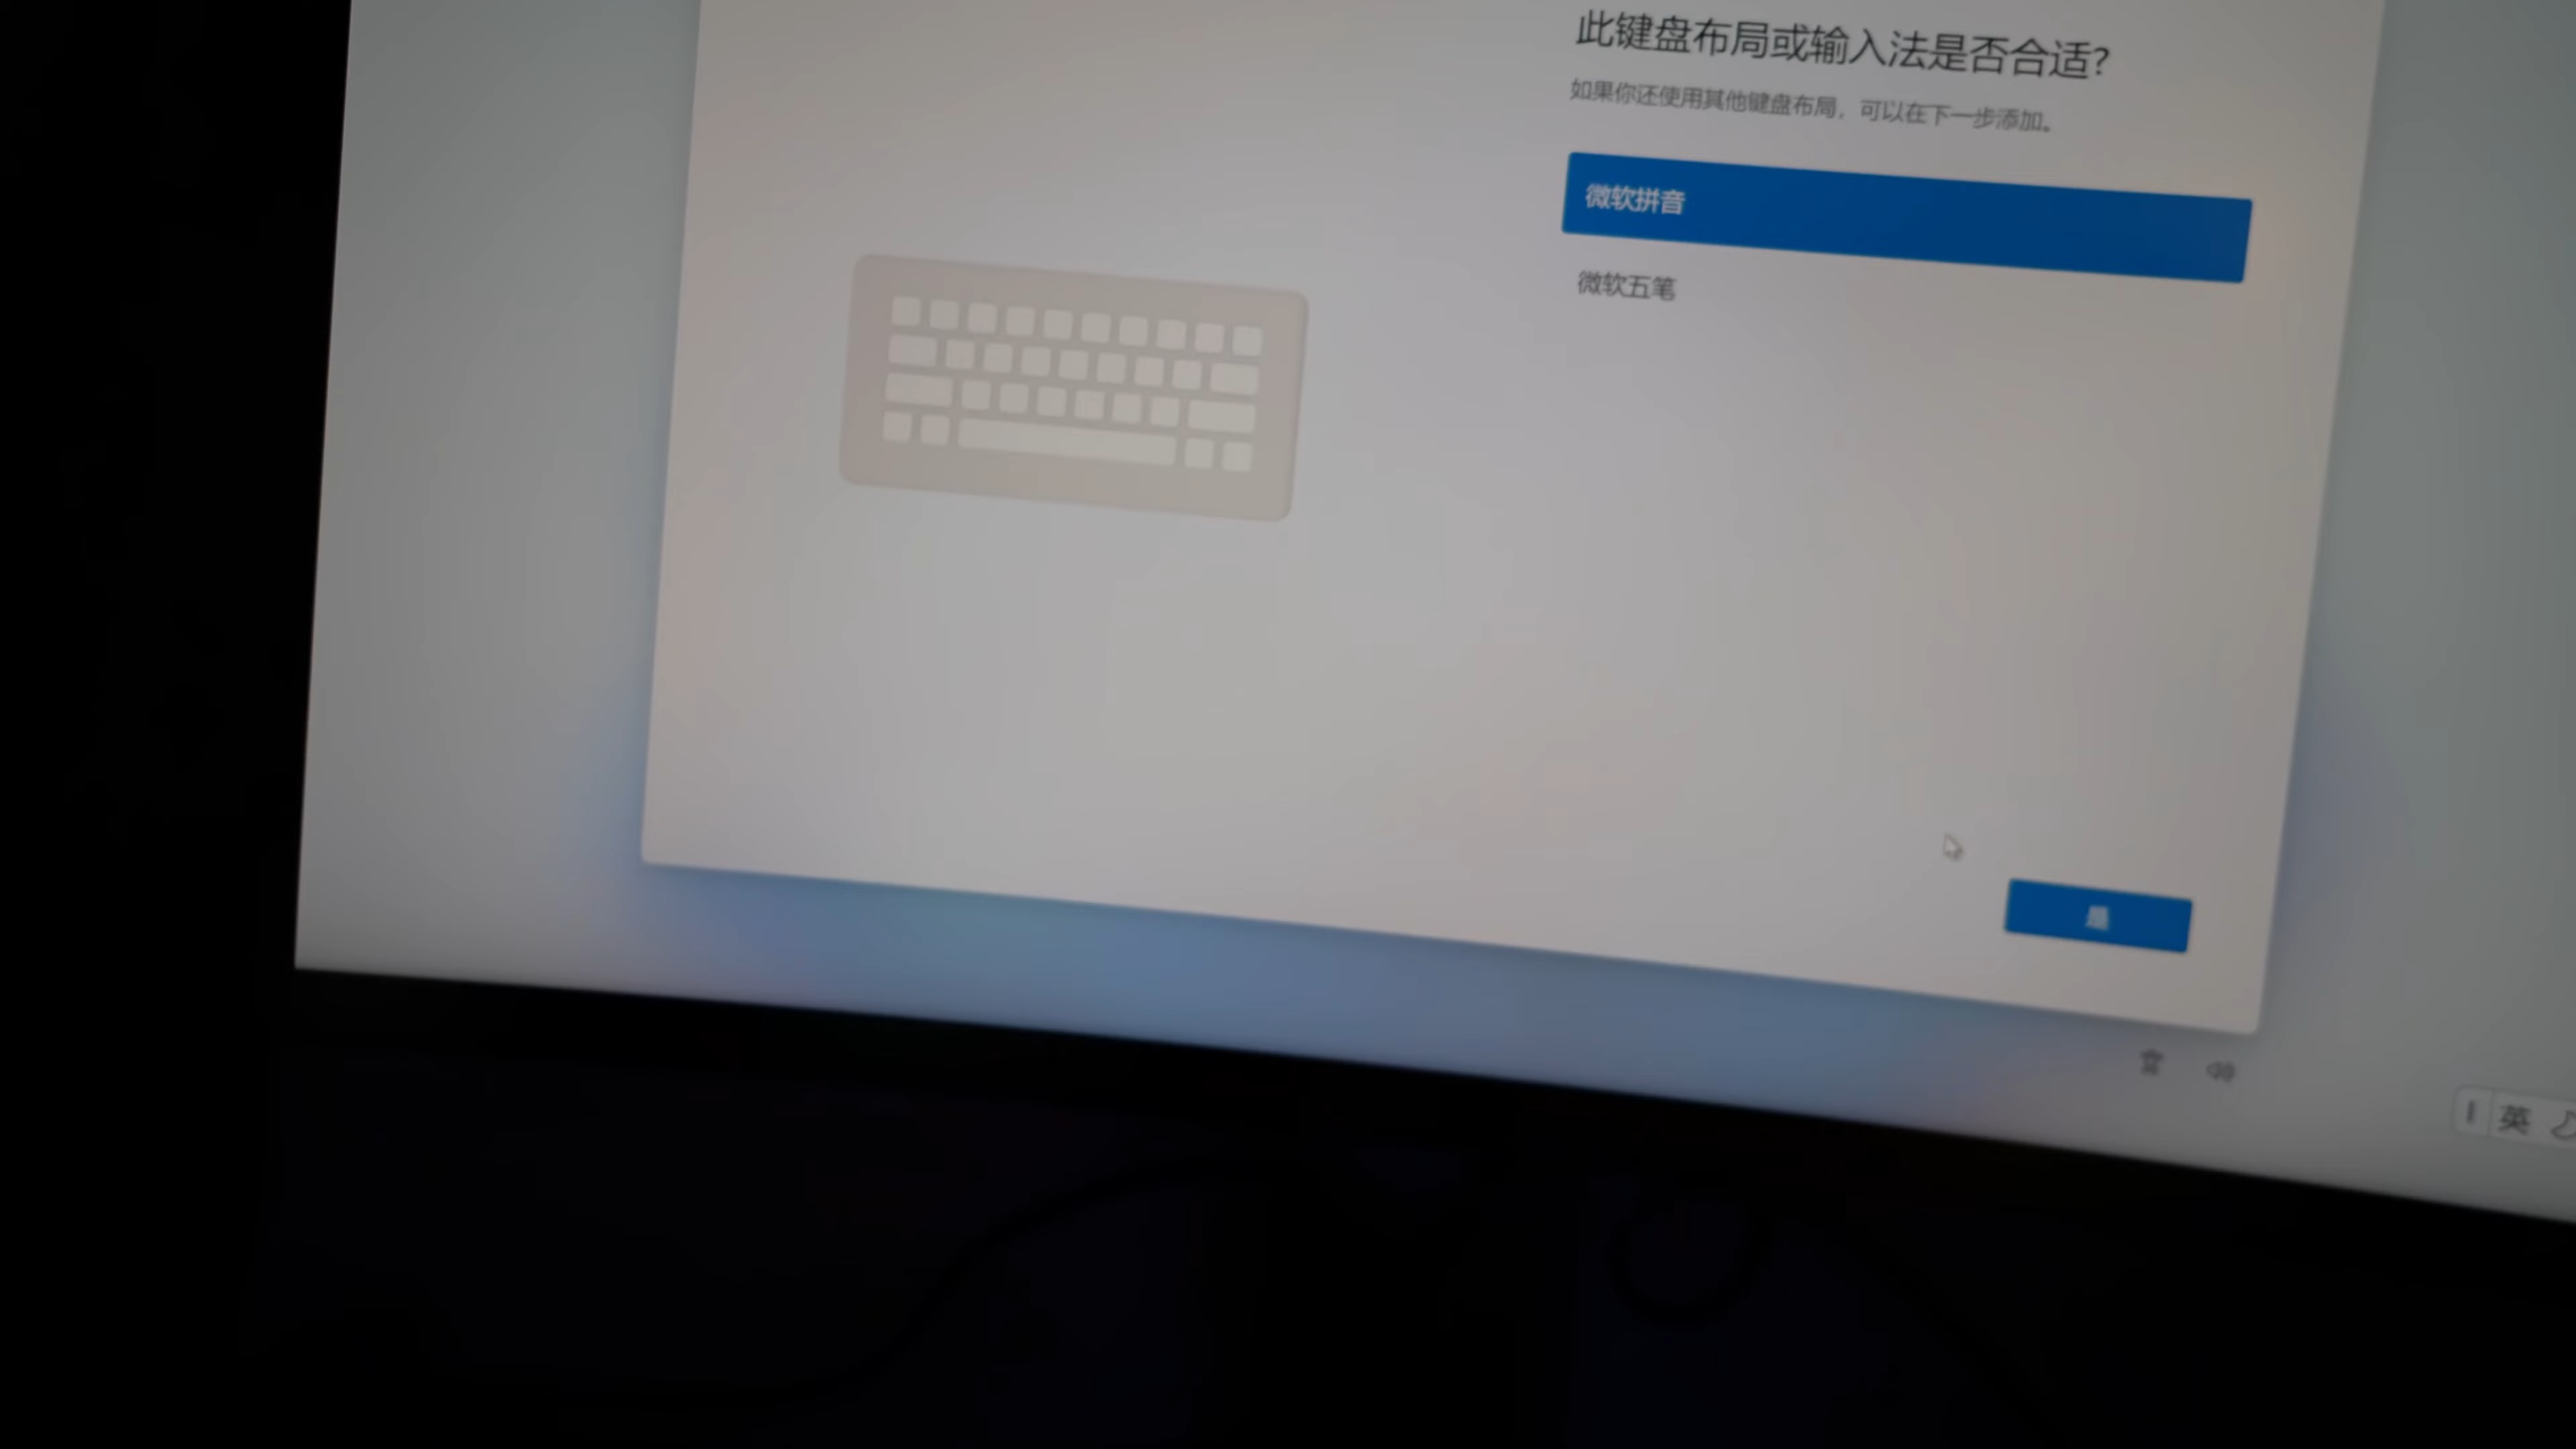 此键盘布局或输入法是否合适?
如果你还使用其他键盘布局，可以在下一步添加。
微软拼音
微软五笔
是
英